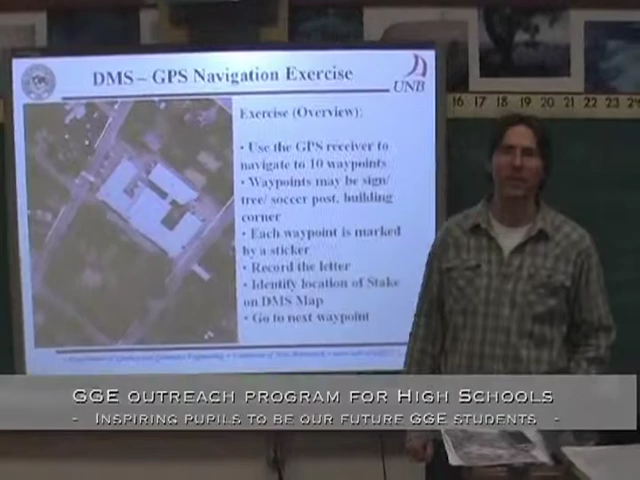 DMS – GPS Navigation Exercise
UNB
Exercise (Overview):
• Use the GPS receiver to
navigate to 10 waypoints
• Waypoints may be sign/
tree/ soccer post, building
corner
• Each waypoint is marked
by a sticker
• Record the letter
• Identify location of Stake
on DMS Map
• Go to next waypoint
16 17 18 19 20 21 22 23
GGE outreach program for High Schools
- Inspiring pupils to be our future GGE students -